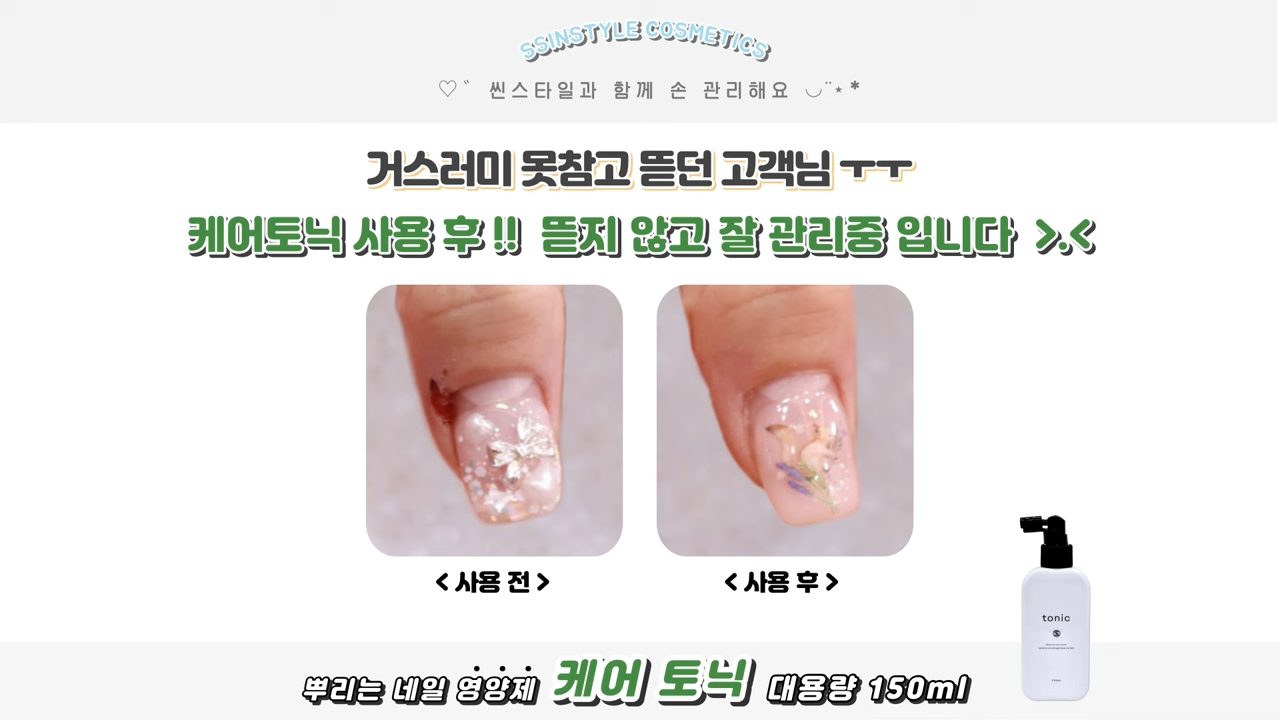 SSINSTYLE COSMETICS
♡゛ 씬스타일과 함께 손 관리해요 ◡̈⋆*
거스러미 못참고 뜯던 고객님 ㅜㅜ
케어토닉 사용 후 !! 뜯지 않고 잘 관리중 입니다 >.<
< 사용 전 >
< 사용 후 >
tonic
뿌리는 네일 영양제 케어 토닉 대용량 150ml